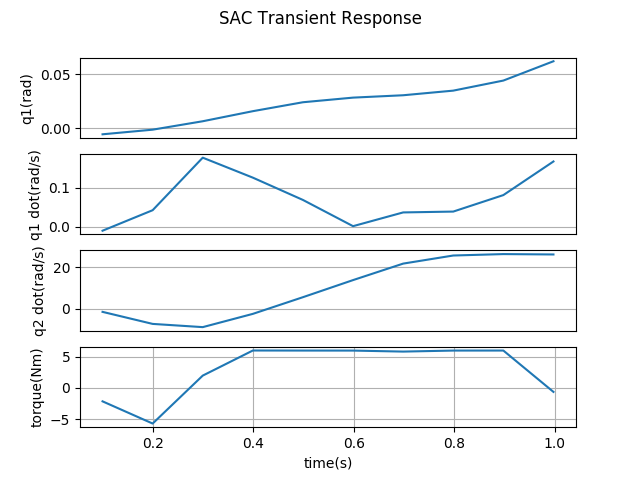 SAC Transient Response
q1(rad)
0.05
0.00
q1 dot(rad/s)
0.1
0.0
q2 dot(rad/s)
20
0
torque(Nm)
5
0
−5
0.2 0.4 0.6 0.8 1.0
time(s)